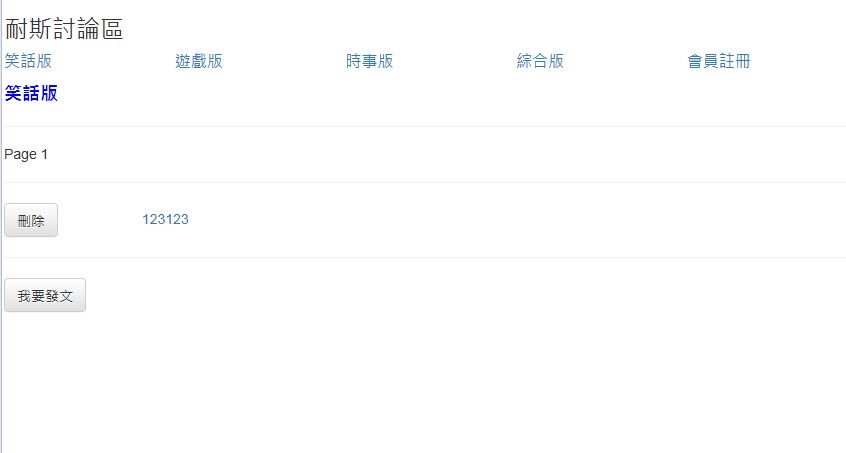 耐斯討論區
笑話版 遊戲版 時事版 綜合版 會員註冊
笑話版
Page 1
刪除 123123
我要發文